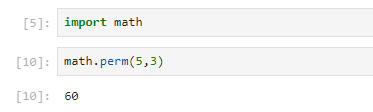 [5]: import math
[10]: math.perm(5,3)
[10]: 60